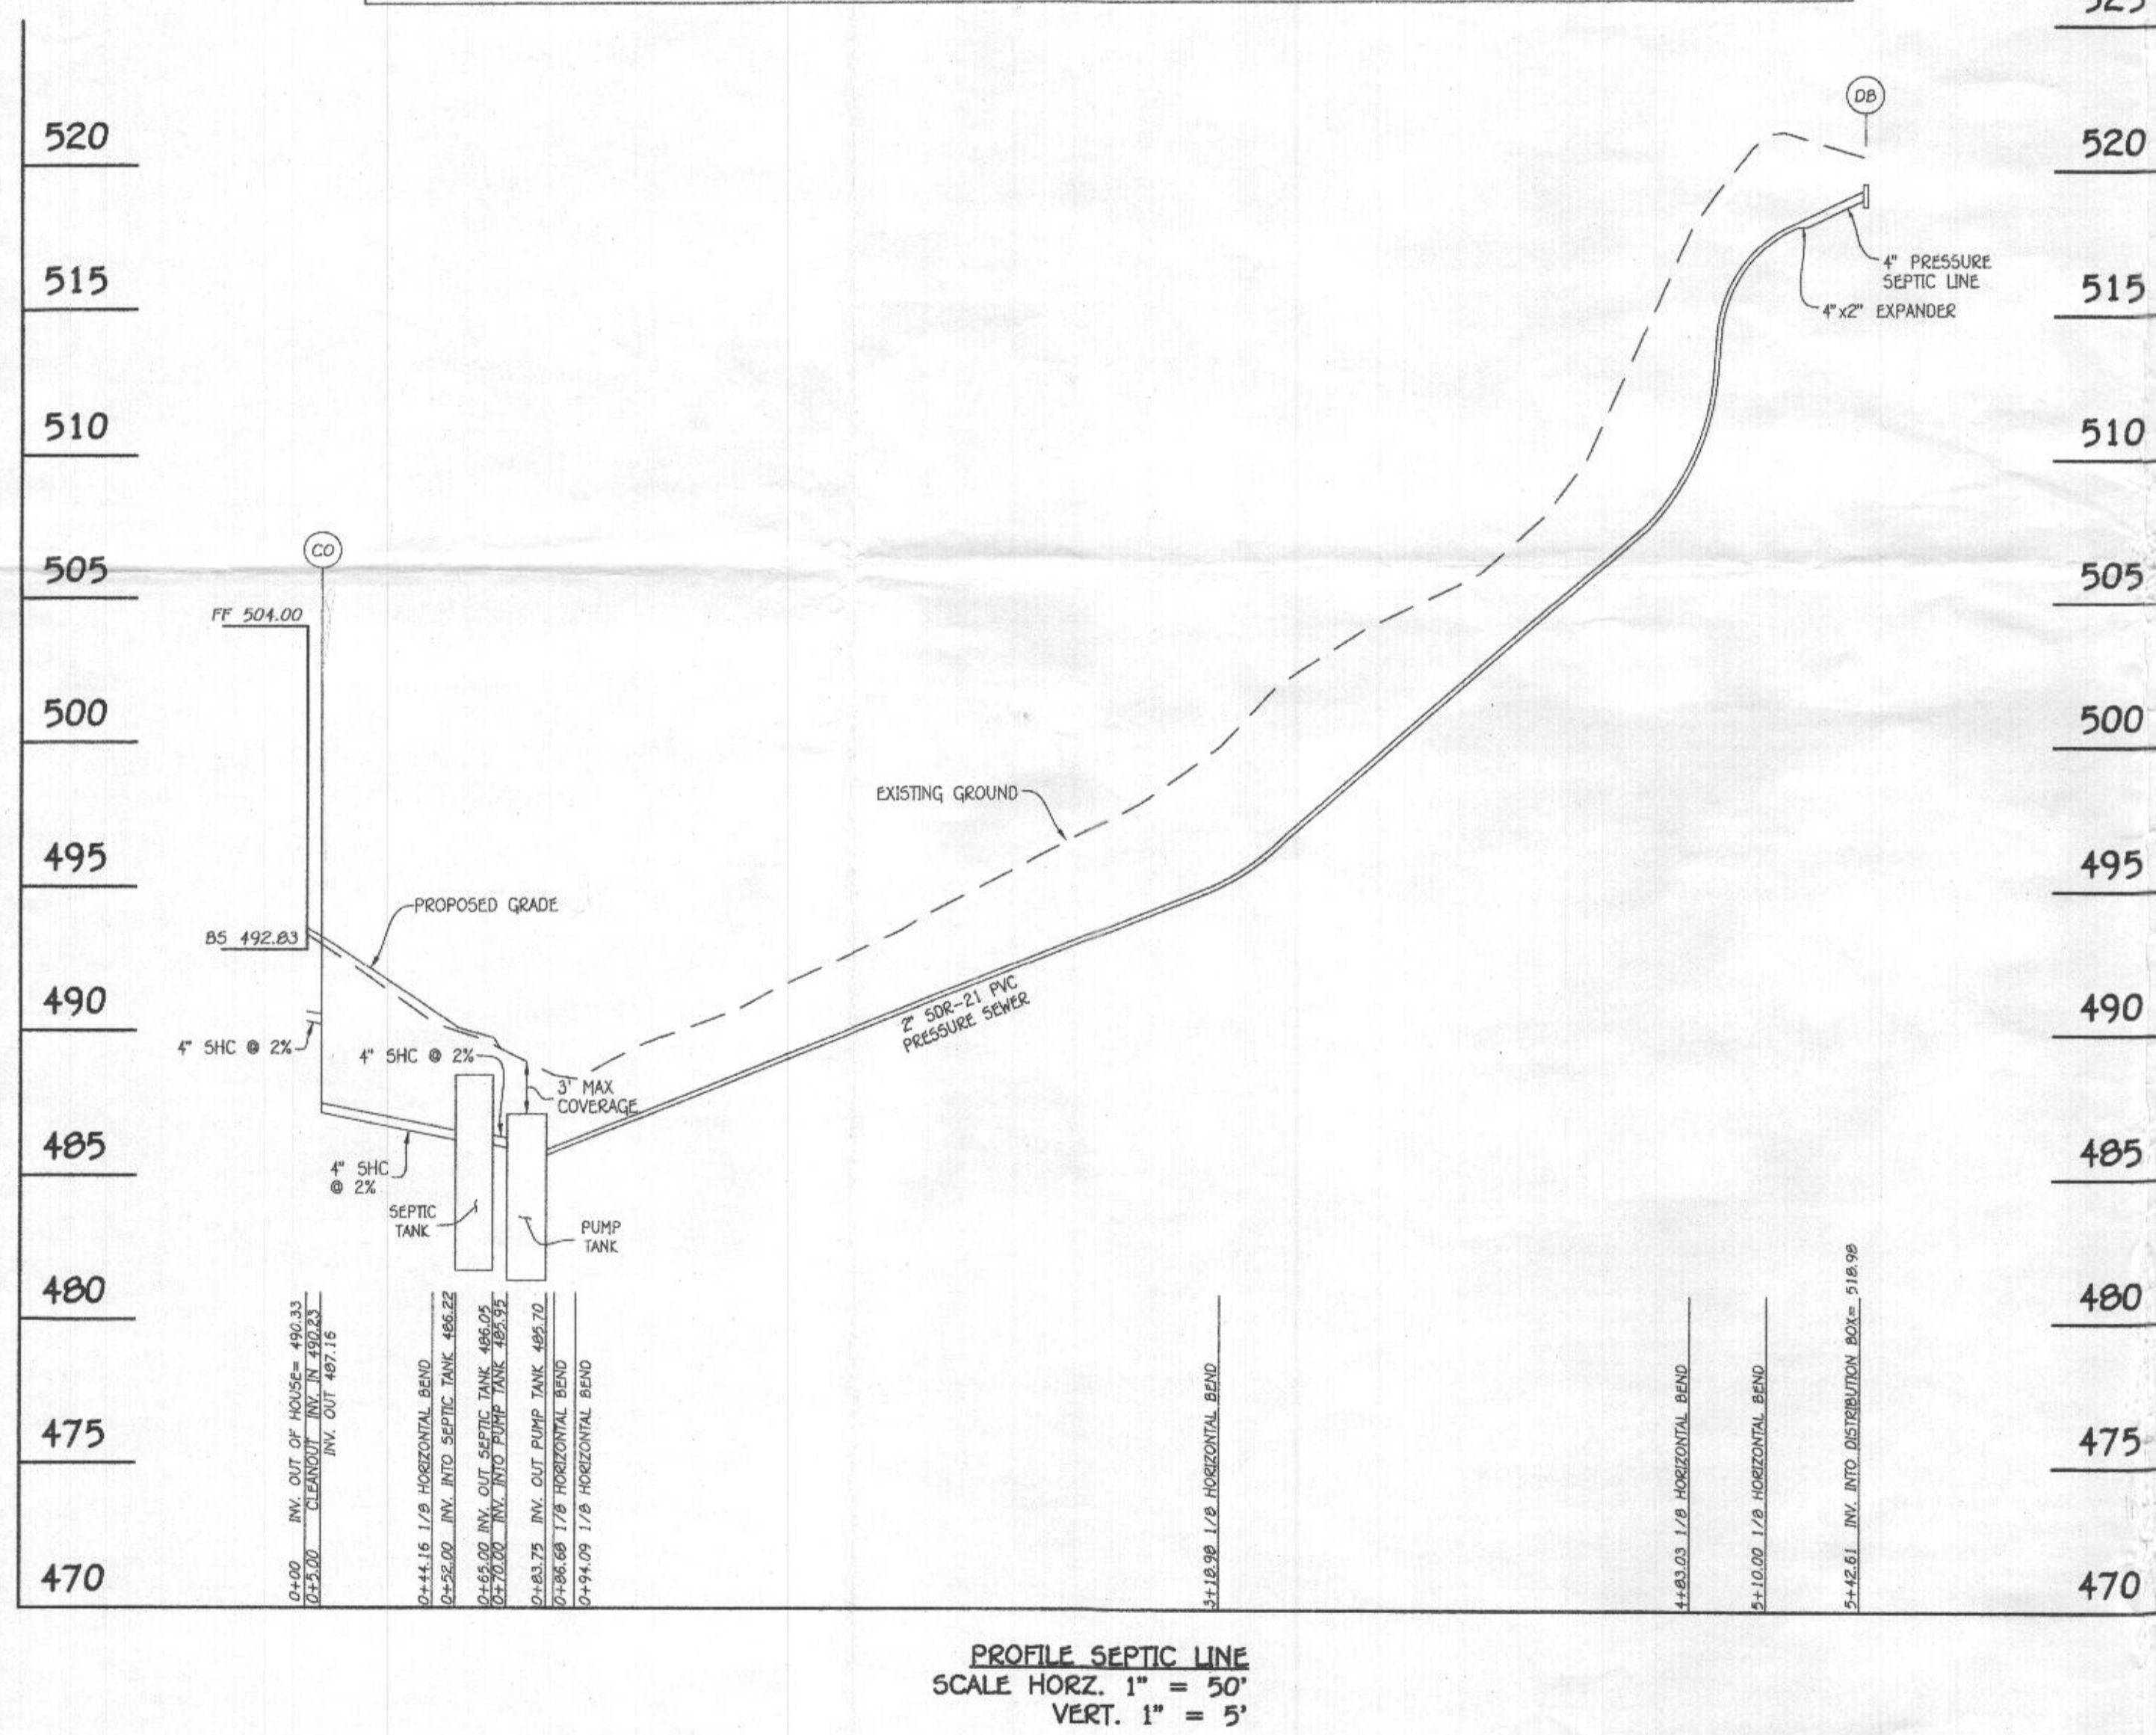 525
DB
520
520
4" PRESSURE
SEPTIC LINE
515
515
4"x2" EXPANDER
510
510
CO
505
505
FF 504.00
500
500
EXISTING GROUND
495
495
PROPOSED GRADE
BS 492.83
490
490
2" SDR-21 PVC
PRESSURE SEWER
4" SHC @ 2%
4" SHC @ 2%
3' MAX
COVERAGE
485
485
4" SHC
@ 2%
SEPTIC
TANK
PUMP
TANK
480
480
0+00 INV. OUT OF HOUSE= 490.33
0+5.00 CLEANOUT INV. IN 490.23
INV. OUT 487.16
0+44.16 1/8 HORIZONTAL BEND
0+52.00 INV. INTO SEPTIC TANK 486.22
0+65.00 INV. OUT SEPTIC TANK 486.05
0+70.00 INV. INTO PUMP TANK 485.95
0+83.75 INV. OUT PUMP TANK 485.70
0+86.68 1/8 HORIZONTAL BEND
0+94.09 1/8 HORIZONTAL BEND
3+18.98 1/8 HORIZONTAL BEND
4+83.03 1/8 HORIZONTAL BEND
5+10.00 1/8 HORIZONTAL BEND
5+42.61 INV. INTO DISTRIBUTION BOX= 518.98
475
475
470
470
PROFILE SEPTIC LINE
SCALE HORZ. 1" = 50'
VERT. 1" = 5'